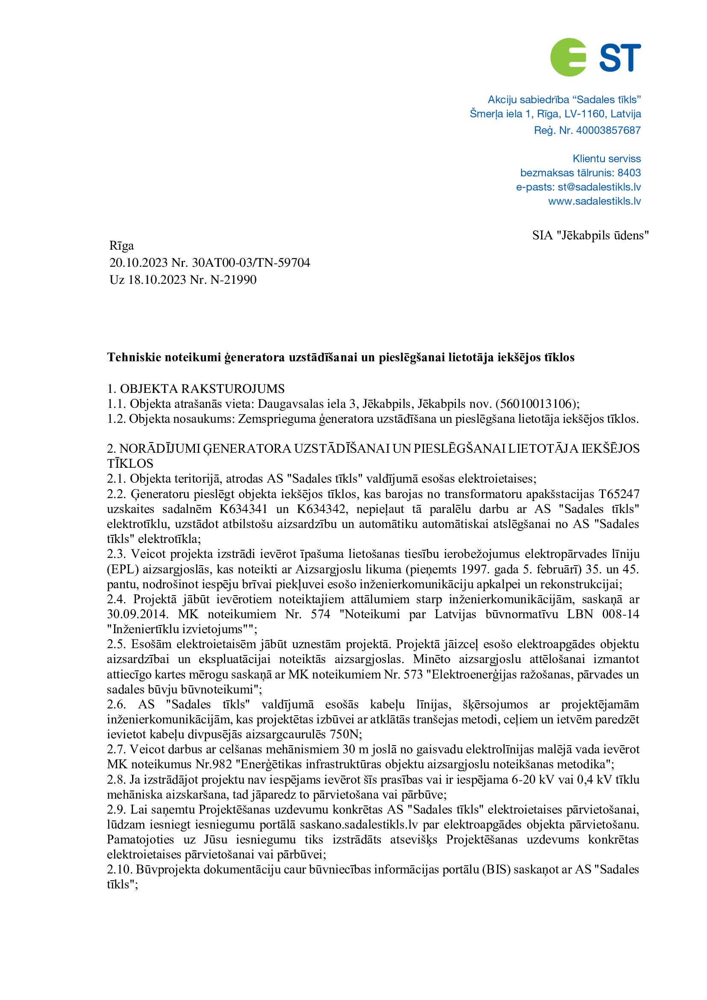 ST
Akciju sabiedrība “Sadales tīkls”
Šmerļa iela 1, Rīga, LV-1160, Latvija
Reģ. Nr. 40003857687
Klientu serviss
bezmaksas tālrunis: 8403
e-pasts: st@sadalestikls.lv
www.sadalestikls.lv
SIA "Jēkabpils ūdens"
Rīga
20.10.2023 Nr. 30AT00-03/TN-59704
Uz 18.10.2023 Nr. N-21990
Tehniskie noteikumi ģeneratora uzstādīšanai un pieslēgšanai lietotāja iekšējos tīklos
1. OBJEKTA RAKSTUROJUMS
1.1. Objekta atrašanās vieta: Daugavsalas iela 3, Jēkabpils, Jēkabpils nov. (56010013106);
1.2. Objekta nosaukums: Zemsprieguma ģeneratora uzstādīšana un pieslēgšana lietotāja iekšējos tīklos.
2. NORĀDĪJUMI ĢENERATORA UZSTĀDĪŠANAI UN PIESLĒGŠANAI LIETOTĀJA IEKŠĒJOS
TĪKLOS
2.1. Objekta teritorijā, atrodas AS "Sadales tīkls" valdījumā esošas elektroietaises;
2.2. Ģeneratoru pieslēgt objekta iekšējos tīklos, kas barojas no transformatoru apakšstacijas T65247
uzskaites sadalnēm K634341 un K634342, nepieļaut tā paralēlu darbu ar AS "Sadales tīkls"
elektrotīklu, uzstādot atbilstošu aizsardzību un automātiku automātiskai atslēgšanai no AS "Sadales
tīkls" elektrotīkla;
2.3. Veicot projekta izstrādi ievērot īpašuma lietošanas tiesību ierobežojumus elektropārvades līniju
(EPL) aizsargjoslās, kas noteikti ar Aizsargjoslu likuma (pieņemts 1997. gada 5. februārī) 35. un 45.
pantu, nodrošinot iespēju brīvai piekļuvei esošo inženierkomunikāciju apkalpei un rekonstrukcijai;
2.4. Projektā jābūt ievērotiem noteiktajiem attālumiem starp inženierkomunikācijām, saskaņā ar
30.09.2014. MK noteikumiem Nr. 574 "Noteikumi par Latvijas būvnormatīvu LBN 008-14
"Inženiertīklu izvietojums"";
2.5. Esošām elektroietaisēm jābūt uznestām projektā. Projektā jāizceļ esošo elektroapgādes objektu
aizsardzībai un ekspluatācijai noteiktās aizsargjoslas. Minēto aizsargjoslu attēlošanai izmantot
attiecīgo kartes mērogu saskaņā ar MK noteikumiem Nr. 573 "Elektroenerģijas ražošanas, pārvades un
sadales būvju būvnoteikumi";
2.6. AS "Sadales tīkls" valdījumā esošās kabeļu līnijas, šķērsojumos ar projektējamām
inženierkomunikācijām, kas projektētas izbūvei ar atklātās tranšejas metodi, ceļiem un ietvēm paredzēt
ievietot kabeļu divpusējās aizsargcaurulēs 750N;
2.7. Veicot darbus ar celšanas mehānismiem 30 m joslā no gaisvadu elektrolīnijas malējā vada ievērot
MK noteikumus Nr.982 "Enerģētikas infrastruktūras objektu aizsargjoslu noteikšanas metodika";
2.8. Ja izstrādājot projektu nav iespējams ievērot šīs prasības vai ir iespējama 6-20 kV vai 0,4 kV tīklu
mehāniska aizskaršana, tad jāparedz to pārvietošana vai pārbūve;
2.9. Lai saņemtu Projektēšanas uzdevumu konkrētas AS "Sadales tīkls" elektroietaises pārvietošanai,
lūdzam iesniegt iesniegumu portālā saskano.sadalestikls.lv par elektroapgādes objekta pārvietošanu.
Pamatojoties uz Jūsu iesniegumu tiks izstrādāts atsevišķs Projektēšanas uzdevums konkrētas
elektroietaises pārvietošanai vai pārbūvei;
2.10. Būvprojekta dokumentāciju caur būvniecības informācijas portālu (BIS) saskaņot ar AS "Sadales
tīkls";